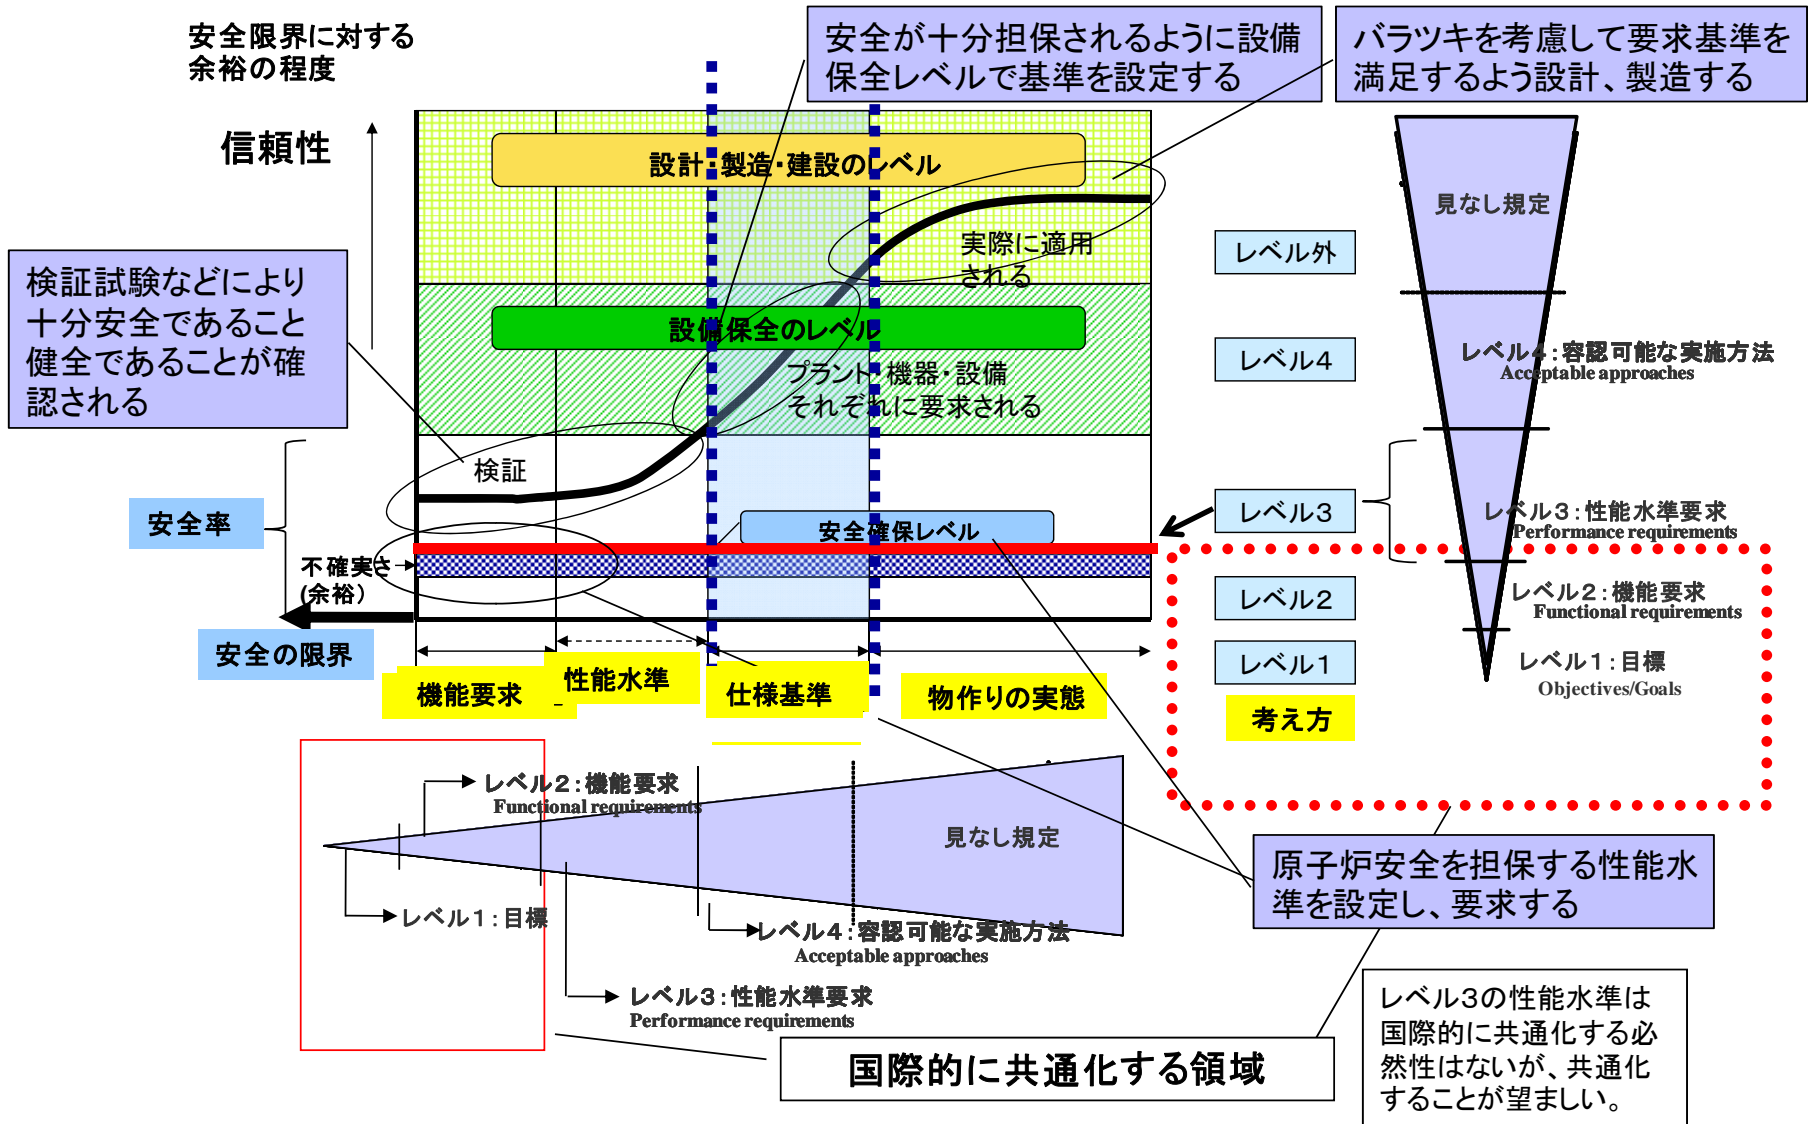 安全限界に対する
余裕の程度
安全が十分担保されるように設備
保全レベルで基準を設定する
バラツキを考慮して要求基準を
満足するよう設計、製造する
信頼性
設計・製造・建設のレベル
見なし規定
実際に適用
される
レベル外
検証試験などにより
十分安全であること
健全であることが確
認される
設備保全のレベル
プラント・機器・設備
それぞれに要求される
レベル4
レベル4：容認可能な実施方法
Acceptable approaches
検証
安全率
安全確保レベル
レベル3
レベル3：性能水準要求
Performance requirements
不確実さ
(余裕）
レベル2
レベル2：機能要求
Functional requirements
安全の限界
レベル1
レベル1：目標
Objectives/Goals
機能要求
性能水準
仕様基準
物作りの実態
考え方
レベル2：機能要求
Functional requirements
見なし規定
レベル1：目標
レベル4：容認可能な実施方法
Acceptable approaches
レベル3：性能水準要求
Performance requirements
原子炉安全を担保する性能水
準を設定し、要求する
国際的に共通化する領域
レベル3の性能水準は
国際的に共通化する必
然性はないが、共通化
することが望ましい。